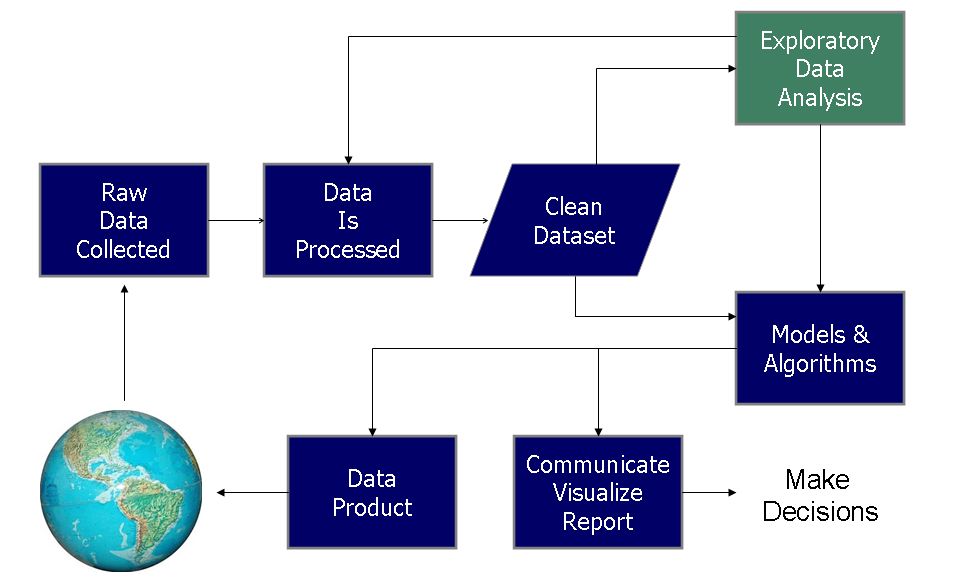 Exploratory
Data
Analysis
Raw
Data
Collected
Data
Is
Processed
Clean
Dataset
Models &
Algorithms
Data
Product
Communicate
Visualize
Report
Make
Decisions